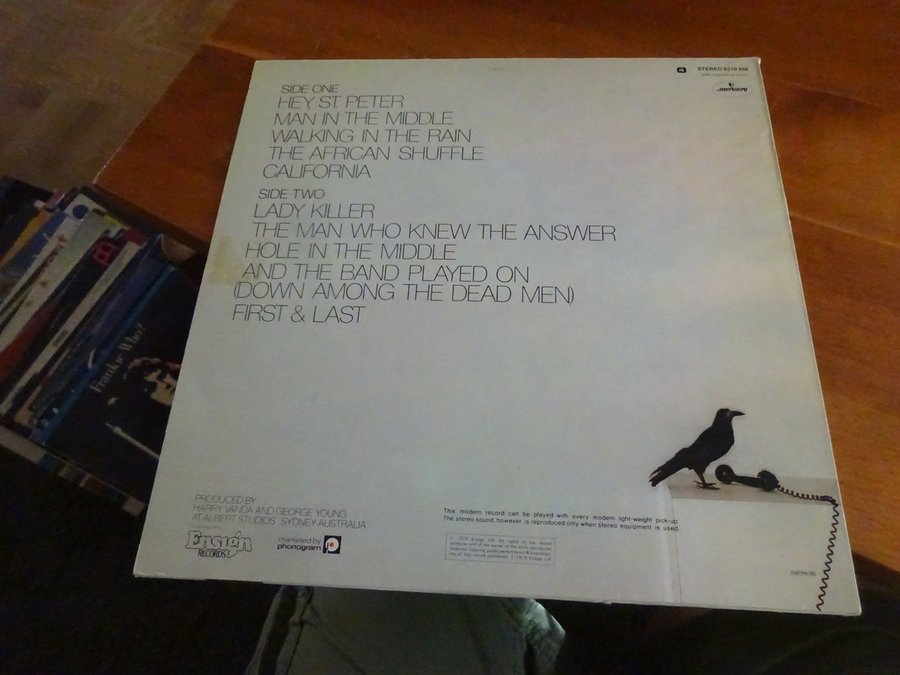 STEREO 6310 956
mercury
SIDE ONE
HEY, ST. PETER
MAN IN THE MIDDLE
WALKING IN THE RAIN
THE AFRICAN SHUFFLE
CALIFORNIA
SIDE TWO
LADY KILLER
THE MAN WHO KNEW THE ANSWER
HOLE IN THE MIDDLE
AND THE BAND PLAYED ON
(DOWN AMONG THE DEAD MEN)
FIRST & LAST
Frankie Who?
PRODUCED BY
HARRY VANDA AND GEORGE YOUNG
AT ALBERT STUDIOS SYDNEY AUSTRALIA
Ensign
RECORDS
marketed by
phonogram
This modern record can be played with every modern light-weight pick-up
The stereo sound, however, is reproduced only when stereo equipment is used.